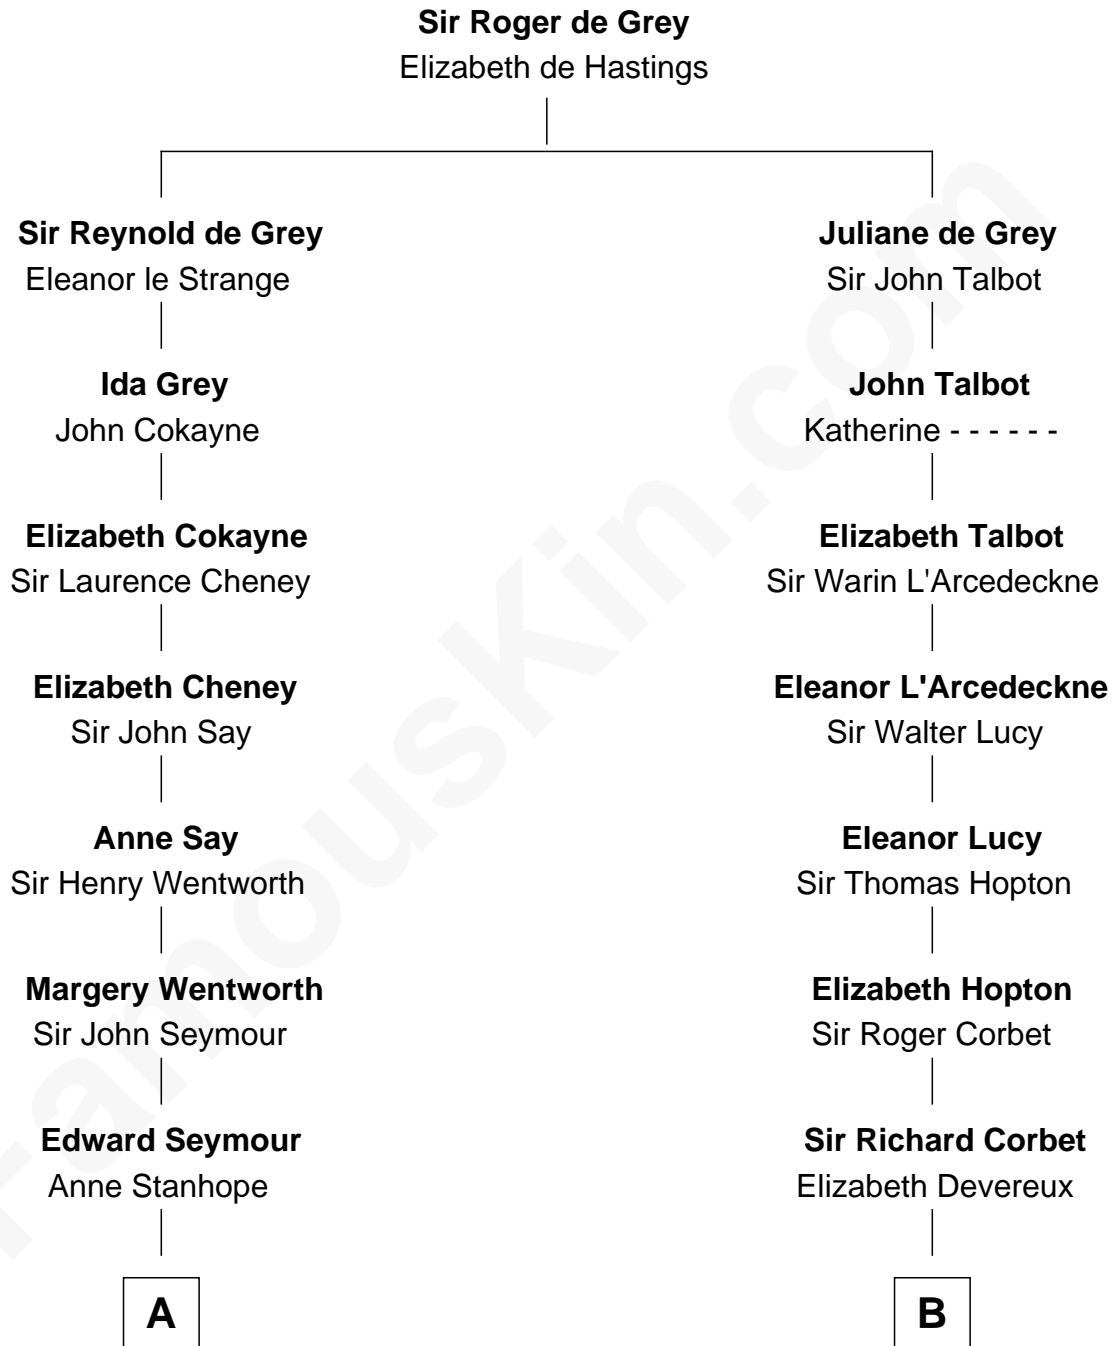 Sir Roger de Grey
Elizabeth de Hastings
Sir Reynold de Grey
Eleanor le Strange
Juliane de Grey
Sir John Talbot
Ida Grey
John Cokayne
John Talbot
Katherine - - - - - -
Elizabeth Cokayne
Sir Laurence Cheney
Elizabeth Talbot
Sir Warin L'Arcedeckne
Elizabeth Cheney
Sir John Say
Eleanor L'Arcedeckne
Sir Walter Lucy
Anne Say
Sir Henry Wentworth
Eleanor Lucy
Sir Thomas Hopton
Margery Wentworth
Sir John Seymour
Elizabeth Hopton
Sir Roger Corbet
Edward Seymour
Anne Stanhope
Sir Richard Corbet
Elizabeth Devereux
A
B
FamousKin.com